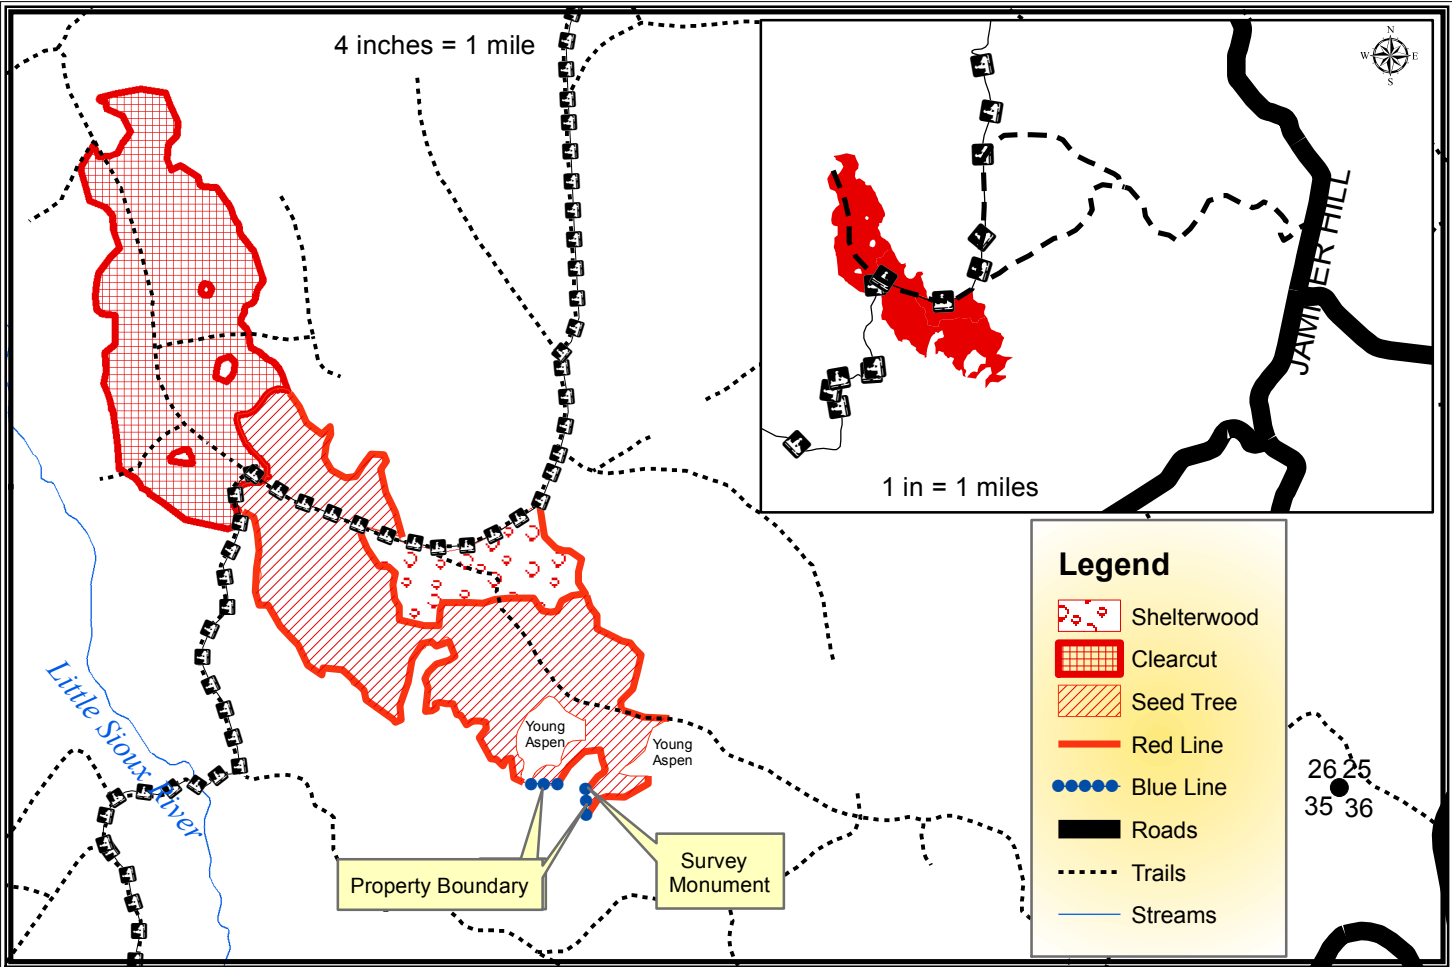 4 inches = 1 mile
N
W E
S
JAMMER HILL
1 in = 1 miles
Legend
Shelterwood
Clearcut
Seed Tree
Red Line
Blue Line
Roads
Trails
Streams
Little Sioux River
Young
Aspen
Young
Aspen
26 25
35 36
Property Boundary
Survey
Monument